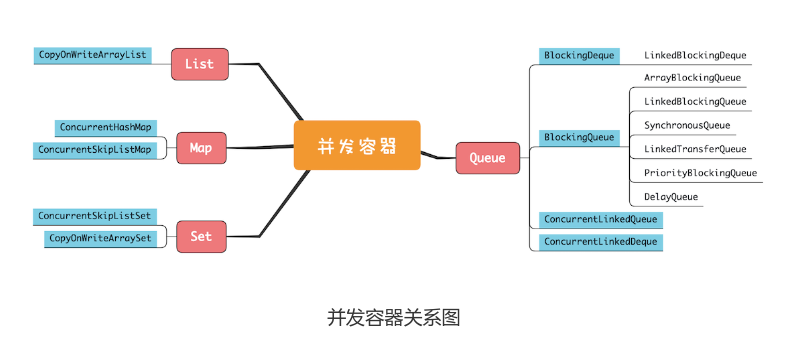 CopyOnWriteArrayList
List
ConcurrentHashMap
ConcurrentSkipListMap
Map
ConcurrentSkipListSet
CopyOnWriteArraySet
Set
并发容器
Queue
BlockingDeque
LinkedBlockingDeque
BlockingQueue
ArrayBlockingQueue
LinkedBlockingQueue
SynchronousQueue
LinkedTransferQueue
PriorityBlockingQueue
DelayQueue
ConcurrentLinkedQueue
ConcurrentLinkedDeque
并发容器关系图